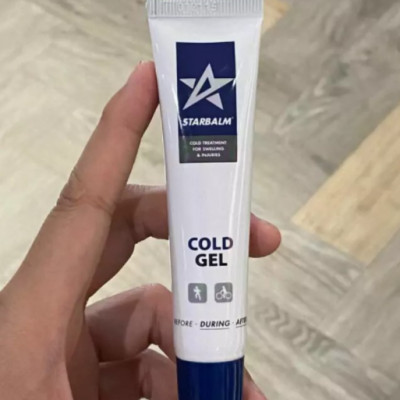 STARBALM®
COLD TREATMENT
FOR SWELLING
& INJURIES
COLD
GEL
DURING